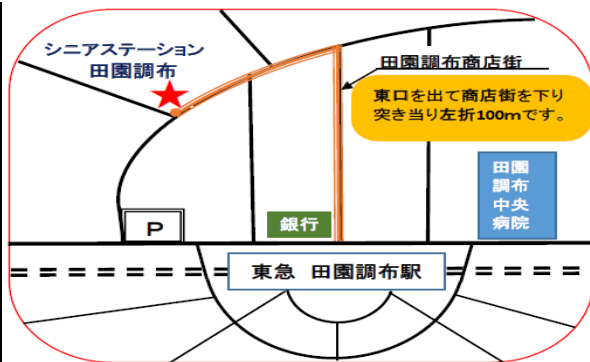 シニアステーション
田園調布
田園調布商店街
東口を出て商店街を下り
突き当り左折100mです。
田園
調布
中央
病院
銀行
P
東急 田園調布駅